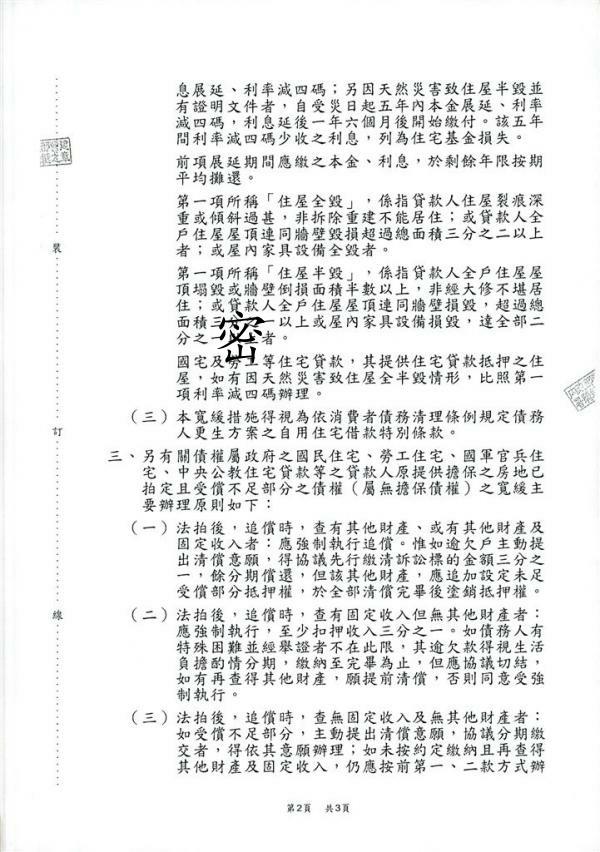 息展延、利率減四碼；另因天然災害致住屋半毀並
有證明文件者，自受災日起五年內本金展延、利率
減四碼，利息延後一年六個月後開始繳付。該五年
間利率減四碼少收之利息，列為住宅基金損失。
前項展延期間應繳之本金、利息，於剩餘年限按期
平均攤還。
第一項所稱「住屋全毀」，係指貸款人住屋裂痕深
重或傾斜過甚，非拆除重建不能居住；或貸款人全
戶住屋屋頂連同牆壁毀損超過總面積三分之二以上
者；或屋內家具設備全毀者。
第一項所稱「住屋半毀」，係指貸款人全戶住屋屋
頂塌毀或牆壁倒損面積半數以上，非經大修不堪居
住；或貸款人全戶住屋屋頂連同牆壁毀損，超過總
面積三 一以上或屋內家具設備損毀，達全部二
分之 者。
密
國宅及勞工等住宅貸款，其提供住宅貸款抵押之住
屋，如有因天然災害致住屋全半毀情形，比照第一
項利率減四碼辦理。
（三）本寬緩措施得視為依消費者債務清理條例規定債務
人更生方案之自用住宅借款特別條款。
三、另有關債權屬政府之國民住宅、勞工住宅、國軍官兵住
宅、中央公教住宅貸款等之貸款人原提供擔保之房地已
拍定且受償不足部分之債權（屬無擔保債權）之寬緩主
要辦理原則如下：
（一）法拍後，追償時，查有其他財產、或有其他財產及
固定收入者：應強制執行追償。惟如逾欠戶主動提
出清償意願，得協議先行繳清訴訟標的金額三分之
一，餘分期償還，但該其他財產，應追加設定未足
受償部分抵押權，於全部清償完畢後塗銷抵押權。
（二）法拍後，追償時，查有固定收入但無其他財產者：
應強制執行，至少扣押收入三分之一。如債務人有
特殊困難並經舉證者不在此限，其逾欠款得視生活
負擔酌情分期，繳納至完畢為止，但應協議切結，
如有再查得其他財產，願提前清償，否則同意受強
制執行。
（三）法拍後，追償時，查無固定收入及無其他財產者：
如受償不足部分，主動提出清償意願，協議分期繳
交者，得依其意願辦理；如未按約定繳納且再查得
其他財產及固定收入，仍應按前第一、二款方式辦
裝
訂
線
第2頁 共3頁